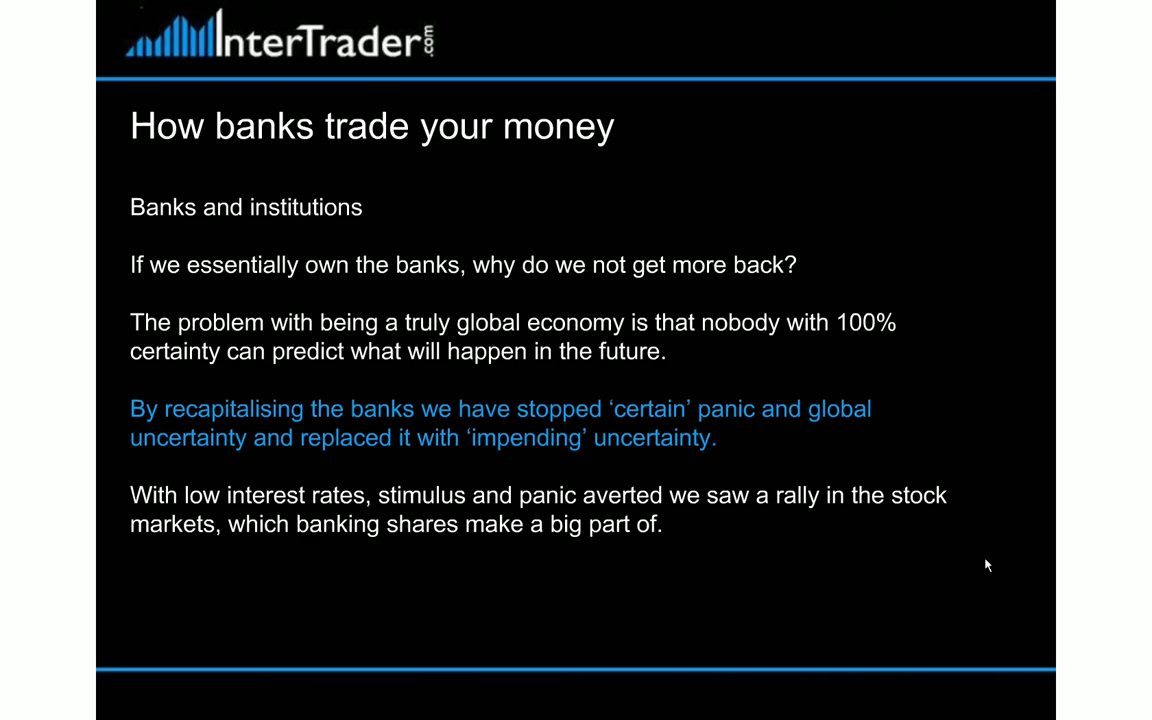 InterTrader.com
How banks trade your money
Banks and institutions
If we essentially own the banks, why do we not get more back?
The problem with being a truly global economy is that nobody with 100%
certainty can predict what will happen in the future.
By recapitalising the banks we have stopped ‘certain’ panic and global
uncertainty and replaced it with ‘impending’ uncertainty.
With low interest rates, stimulus and panic averted we saw a rally in the stock
markets, which banking shares make a big part of.